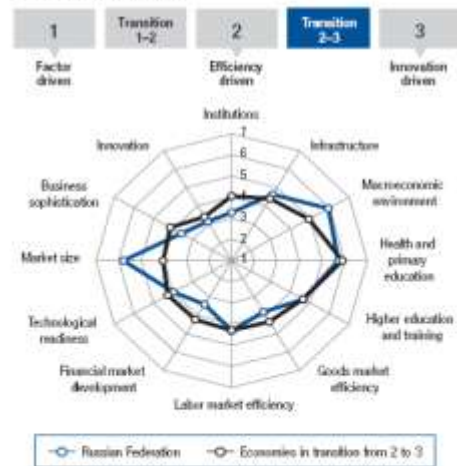 1
Transition
1–2
2
Transition
2–3
3
Factor
driven
Efficiency
driven
Innovation
driven
Institutions
7
6
5
4
3
2
1
Innovation
Infrastructure
Business
sophistication
Macroeconomic
environment
Market size
Health and
primary
education
Technological
readiness
Higher education
and training
Financial market
development
Goods market
efficiency
Labor market efficiency
Russian Federation
Economies in transition from 2 to 3